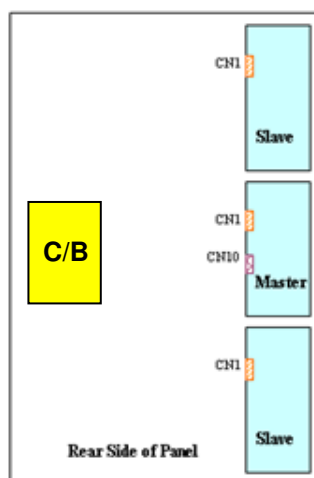 CN1
Slave
CN1
C/B
CN10
Master
CN1
Rear Side of Panel
Slave